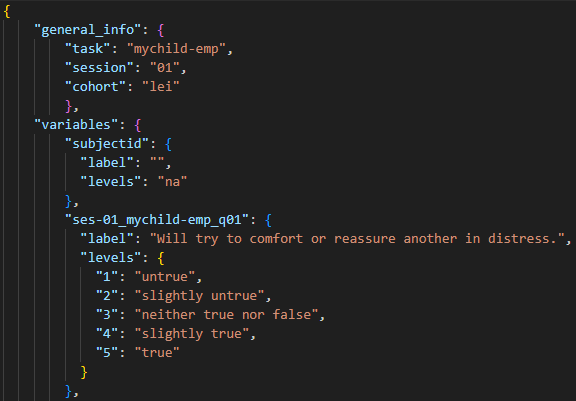 {
"general_info": {
"task": "mychild-emp",
"session": "01",
"cohort": "lei"
},
"variables": {
"subjectid": {
"label": "",
"levels": "na"
},
"ses-01_mychild-emp_q01": {
"label": "Will try to comfort or reassure another in distress.",
"levels": {
"1": "untrue",
"2": "slightly untrue",
"3": "neither true nor false",
"4": "slightly true",
"5": "true"
}
},